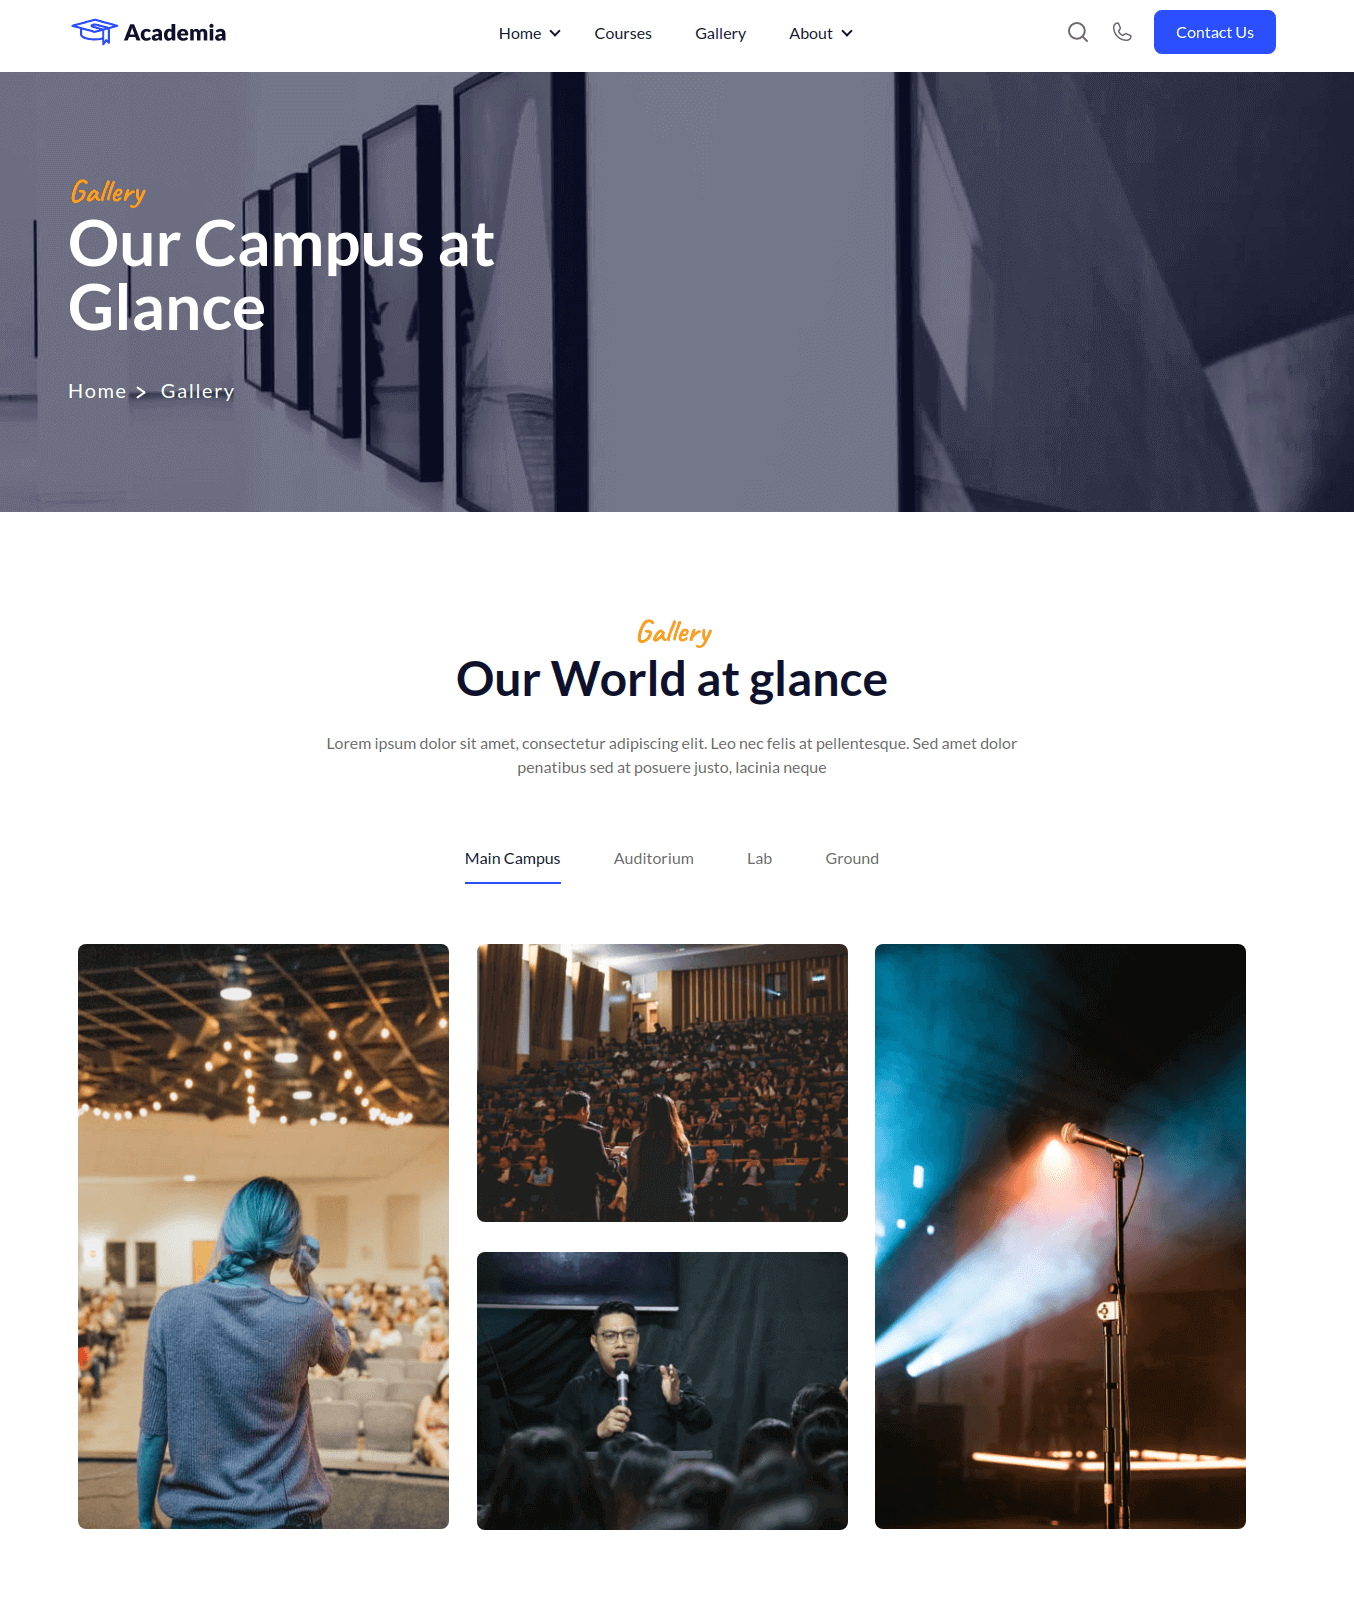 Academia
Home
Courses
Gallery
About
Contact Us
Gallery
Our Campus at
Glance
Home > Gallery
Gallery
Our World at glance
Lorem ipsum dolor sit amet, consectetur adipiscing elit. Leo nec felis at pellentesque. Sed amet dolor
penatibus sed at posuere justo, lacinia neque
Main Campus
Auditorium
Lab
Ground